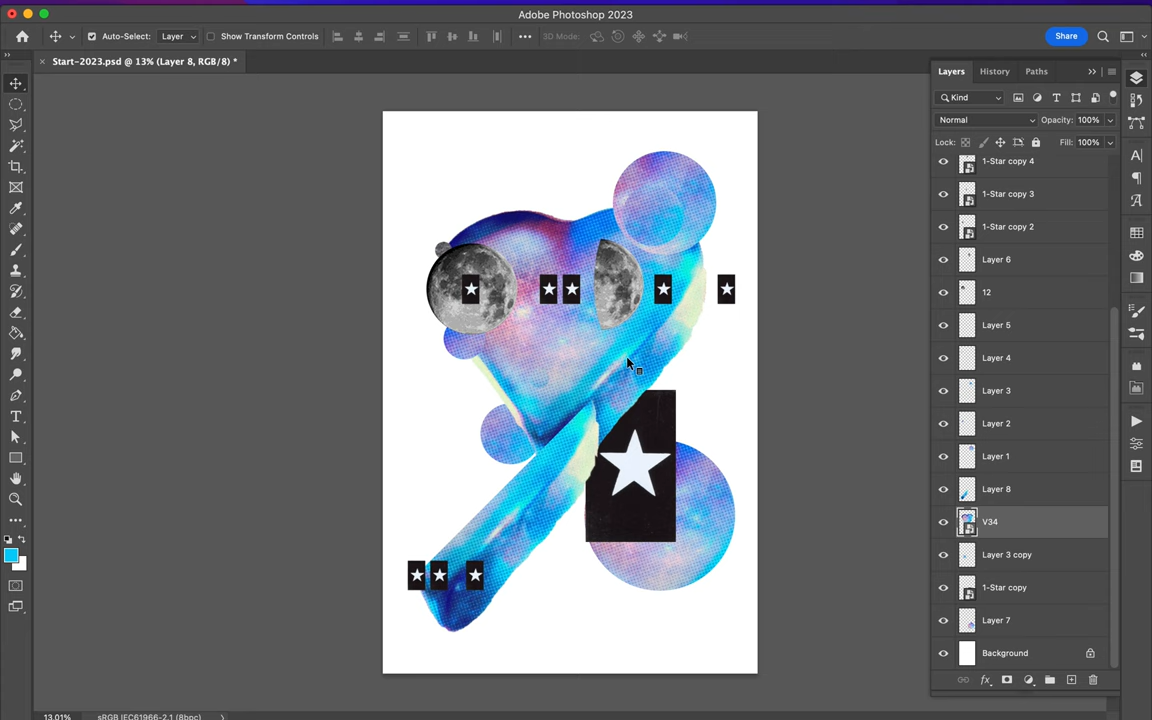 Adobe Photoshop 2023
Auto-Select: Layer Show Transform Controls 3D Mode: Share
Start-2023.psd @ 13% (Layer 8, RGB/8) *
Layers History Paths
Kind
Normal Opacity: 100%
Lock: Fill: 100%
1-Star copy 4
1-Star copy 3
1-Star copy 2
Layer 6
12
Layer 5
Layer 4
Layer 3
Layer 2
Layer 1
Layer 8
V34
Layer 3 copy
1-Star copy
Layer 7
Background
13.01% sRGB IEC61966-2.1 (8bpc)